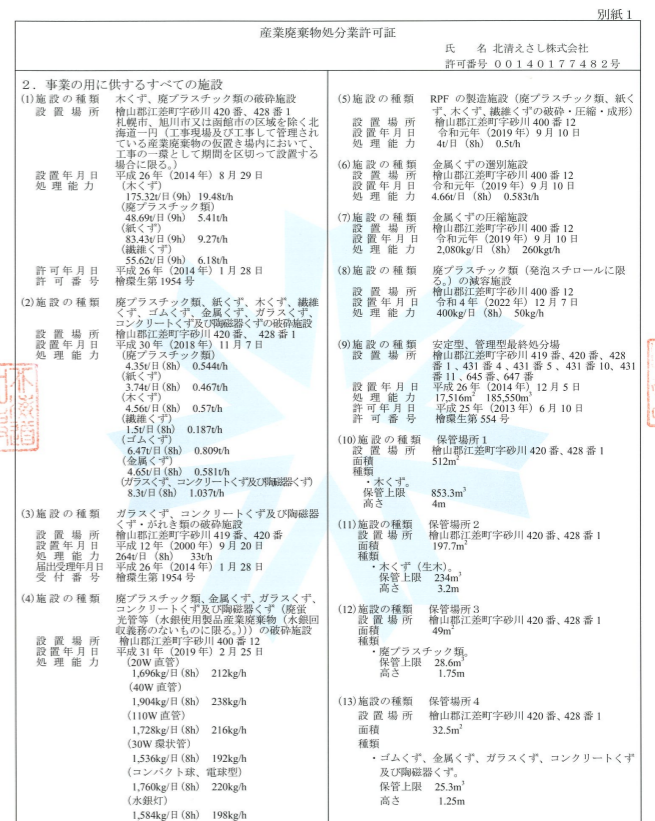 別紙1
産業廃棄物処分業許可証
氏 名 北清えさし株式会社
許可番号 00140177482号
2．事業の用に供するすべての施設
(1)施設の種類 木くず、廃プラスチック類の破砕施設
設置場所 檜山郡江差町字砂川 420 番、428 番 1
札幌市、旭川市又は函館市の区域を除く北
海道一円（工事現場及び工事して管理され
ている産業廃棄物の仮置き場内において、
工事の一環として期間を区切って設置する
場合に限る。）
設置年月日 平成 26 年（2014 年）8 月 29 日
処理能力 (木くず)
175.32t/日(9h) 19.48t/h
(廃プラスチック類)
48.69t/日(9h) 5.41t/h
(紙くず)
83.43t/日(9h) 9.27t/h
(繊維くず)
55.62t/日(9h) 6.18t/h
許可年月日 平成 26 年（2014 年）1 月 28 日
許可番号 檜環生第 1954 号
(2)施設の種類 廃プラスチック類、紙くず、木くず、繊維
くず、ゴムくず、金属くず、ガラスくず、
コンクリートくず及び陶磁器くずの破砕施設
設置場所 檜山郡江差町字砂川 420 番、 428 番 1
設置年月日 平成 30 年（2018 年）11 月 7 日
処理能力 (廃プラスチック類)
4.35t/日(8h) 0.544t/h
(紙くず)
3.74t/日(8h) 0.467t/h
(木くず)
4.56t/日(8h) 0.57t/h
(繊維くず)
1.5t/日(8h) 0.187t/h
(ゴムくず)
6.47t/日(8h) 0.809t/h
(金属くず)
4.65t/日(8h) 0.581t/h
(ガラスくず、コンクリートくず及び陶磁器くず)
8.3t/日(8h) 1.037t/h
(3)施設の種類 ガラスくず、コンクリートくず及び陶磁器
くず・がれき類の破砕施設
設置場所 檜山郡江差町字砂川 419 番、420 番
設置年月日 平成 12 年（2000 年）9 月 20 日
処理能力 264t/日（8h） 33t/h
届出受理年月日 平成 26 年（2014 年）1 月 28 日
受付番号 檜環生第 1954 号
(4)施設の種類 廃プラスチック類、金属くず、ガラスくず、
コンクリートくず及び陶磁器くず（廃蛍
光管等（水銀使用製品産業廃棄物（水銀回
収義務のないものに限る。)))の破砕施設
設置場所 檜山郡江差町字砂川 400 番 12
設置年月日 平成 31 年（2019 年）2 月 25 日
処理能力 (20W 直管)
1,696kg/日(8h) 212kg/h
(40W 直管)
1,904kg/日(8h) 238kg/h
(110W 直管)
1,728kg/日(8h) 216kg/h
(30W 環状管)
1,536kg/日(8h) 192kg/h
(コンパクト球、電球型)
1,760kg/日(8h) 220kg/h
(水銀灯)
1,584kg/日(8h) 198kg/h
(5)施設の種類 RPF の製造施設（廃プラスチック類、紙く
ず、木くず、繊維くずの破砕・圧縮・成形）
設置場所 檜山郡江差町字砂川 400 番 12
設置年月日 令和元年（2019 年）9 月 10 日
処理能力 4t/日（8h） 0.5t/h
(6)施設の種類 金属くずの選別施設
設置場所 檜山郡江差町字砂川 400 番 12
設置年月日 令和元年（2019 年）9 月 10 日
処理能力 4.66t/日（8h） 0.583t/h
(7)施設の種類 金属くずの圧縮施設
設置場所 檜山郡江差町字砂川 400 番 12
設置年月日 令和元年（2019 年）9 月 10 日
処理能力 2,080kg/日（8h） 260kgt/h
(8)施設の種類 廃プラスチック類（発泡スチロールに限
る。）の減容施設
設置場所 檜山郡江差町字砂川 400 番 12
設置年月日 令和 4 年（2022 年）12 月 7 日
処理能力 400kg/日（8h） 50kg/h
(9)施設の種類 安定型、管理型最終処分場
設置場所 檜山郡江差町字砂川 419 番、420 番、428
番 1、431 番 4、431 番 5、431 番 10、431
番 11、645 番、647 番
設置年月日 平成 26 年（2014 年）12 月 5 日
処理能力 17,516m² 185,550m³
許可年月日 平成 25 年（2013 年）6 月 10 日
許可番号 檜環生第 554 号
(10)施設の種類 保管場所 1
設置場所 檜山郡江差町字砂川 420 番、428 番 1
面積 512m²
種類
・木くず。
保管上限 853.3m³
高さ 4m
(11)施設の種類 保管場所 2
設置場所 檜山郡江差町字砂川 420 番、428 番 1
面積 197.7m²
種類
・木くず（生木）。
保管上限 234m³
高さ 3.2m
(12)施設の種類 保管場所 3
設置場所 檜山郡江差町字砂川 420 番、428 番 1
面積 49m²
種類
・廃プラスチック類。
保管上限 28.6m³
高さ 1.75m
(13)施設の種類 保管場所 4
設置場所 檜山郡江差町字砂川 420 番、428 番 1
面積 32.5m²
種類
・ゴムくず、金属くず、ガラスくず、コンクリートくず
及び陶磁器くず。
保管上限 25.3m³
高さ 1.25m